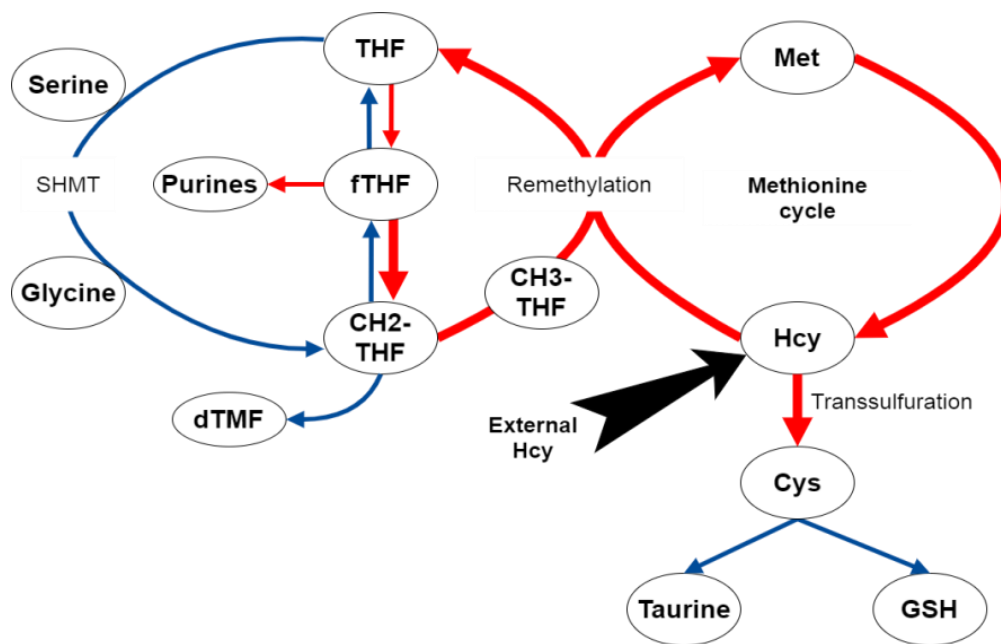 THF
Met
Serine
SHMT
Purines
fTHF
Remethylation
Methionine
cycle
Glycine
CH3-
THF
CH2-
THF
Hcy
dTMF
External
Hcy
Transsulfuration
Cys
Taurine
GSH